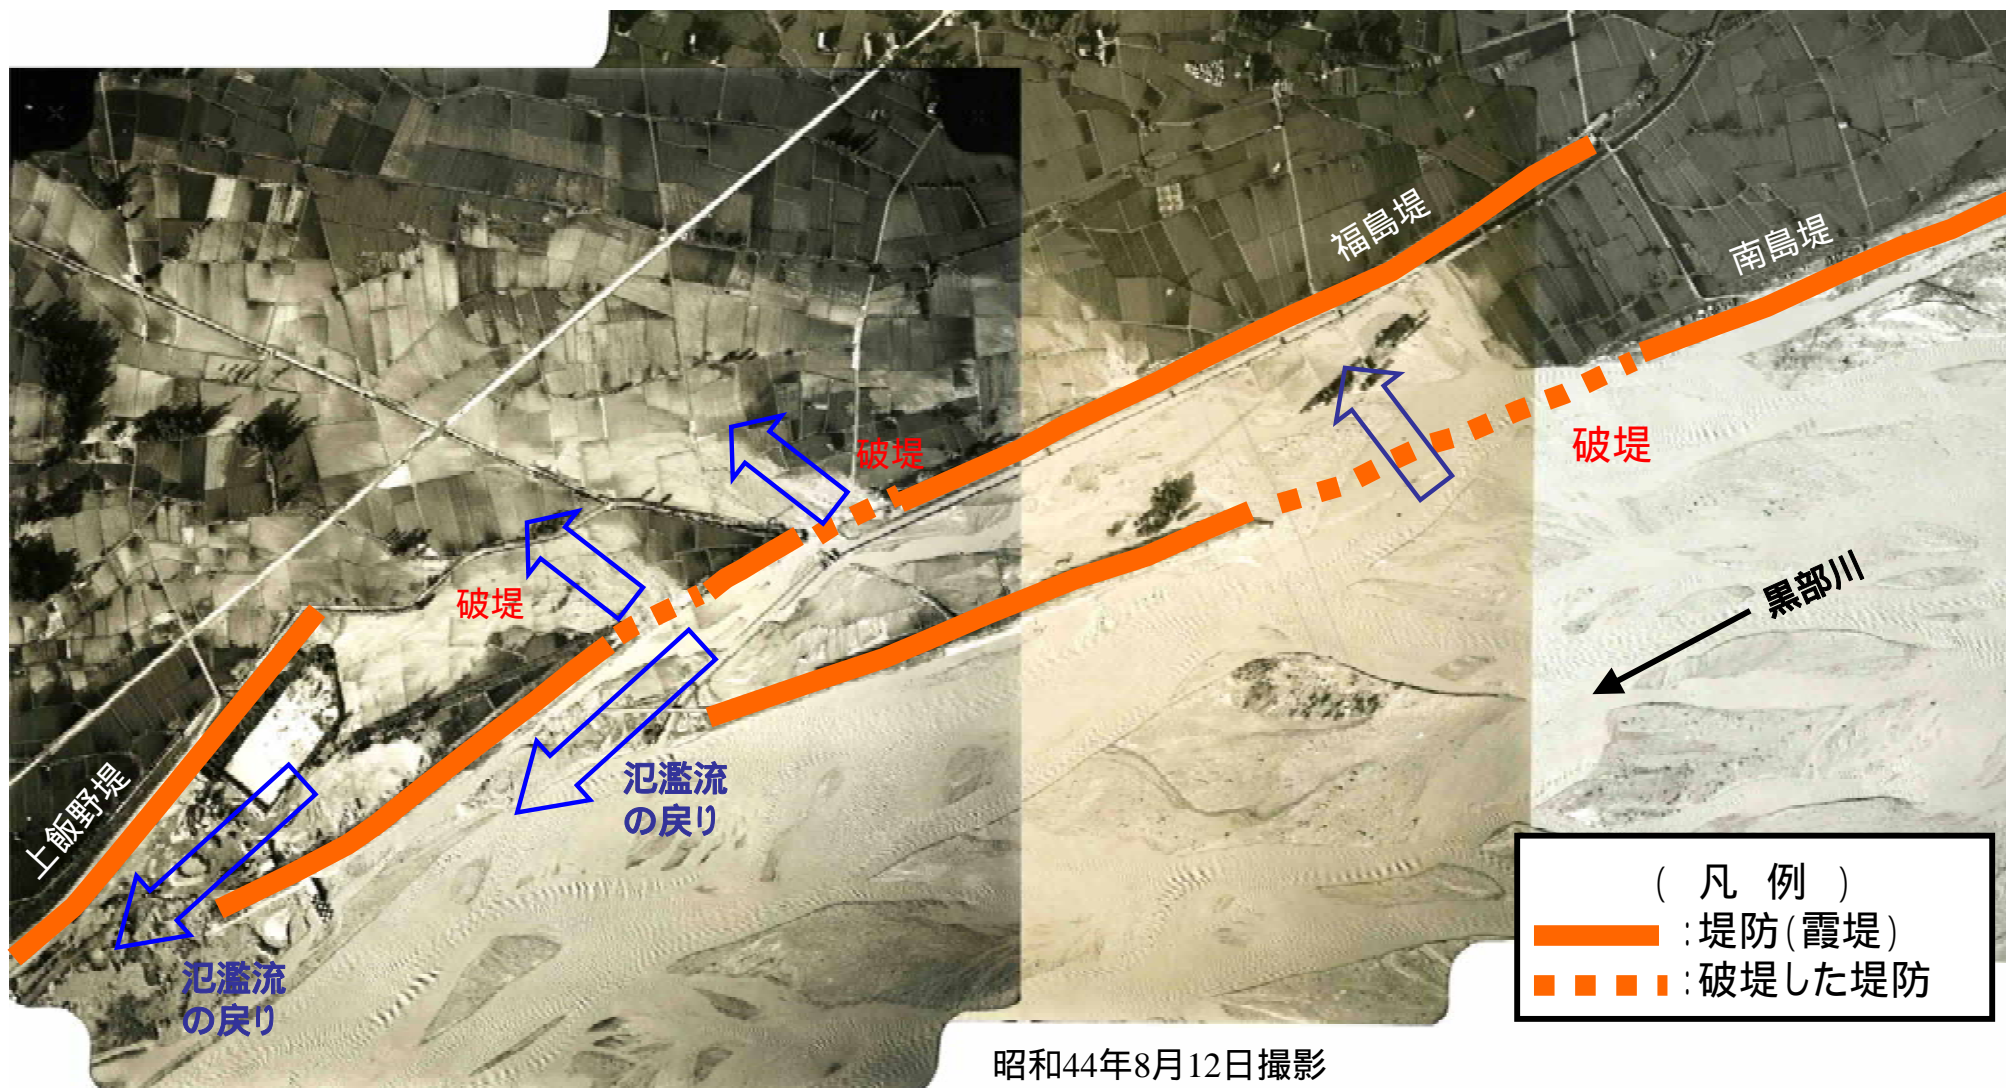 福島堤
南島堤
破堤
破堤
破堤
黒部川
氾濫流
の戻り
上飯野堤
氾濫流
の戻り
( 凡 例 )
:堤防(霞堤)
:破堤した堤防
昭和44年8月12日撮影